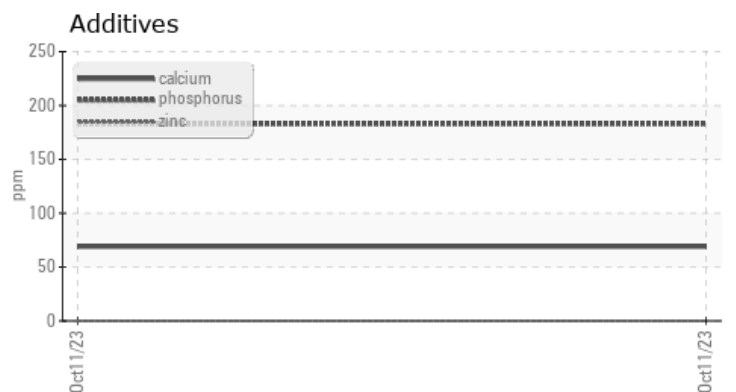 Additives
250
200
150
100
50
0
ppm
calcium
phosphorus
zinc
Oct11/23
Oct11/23